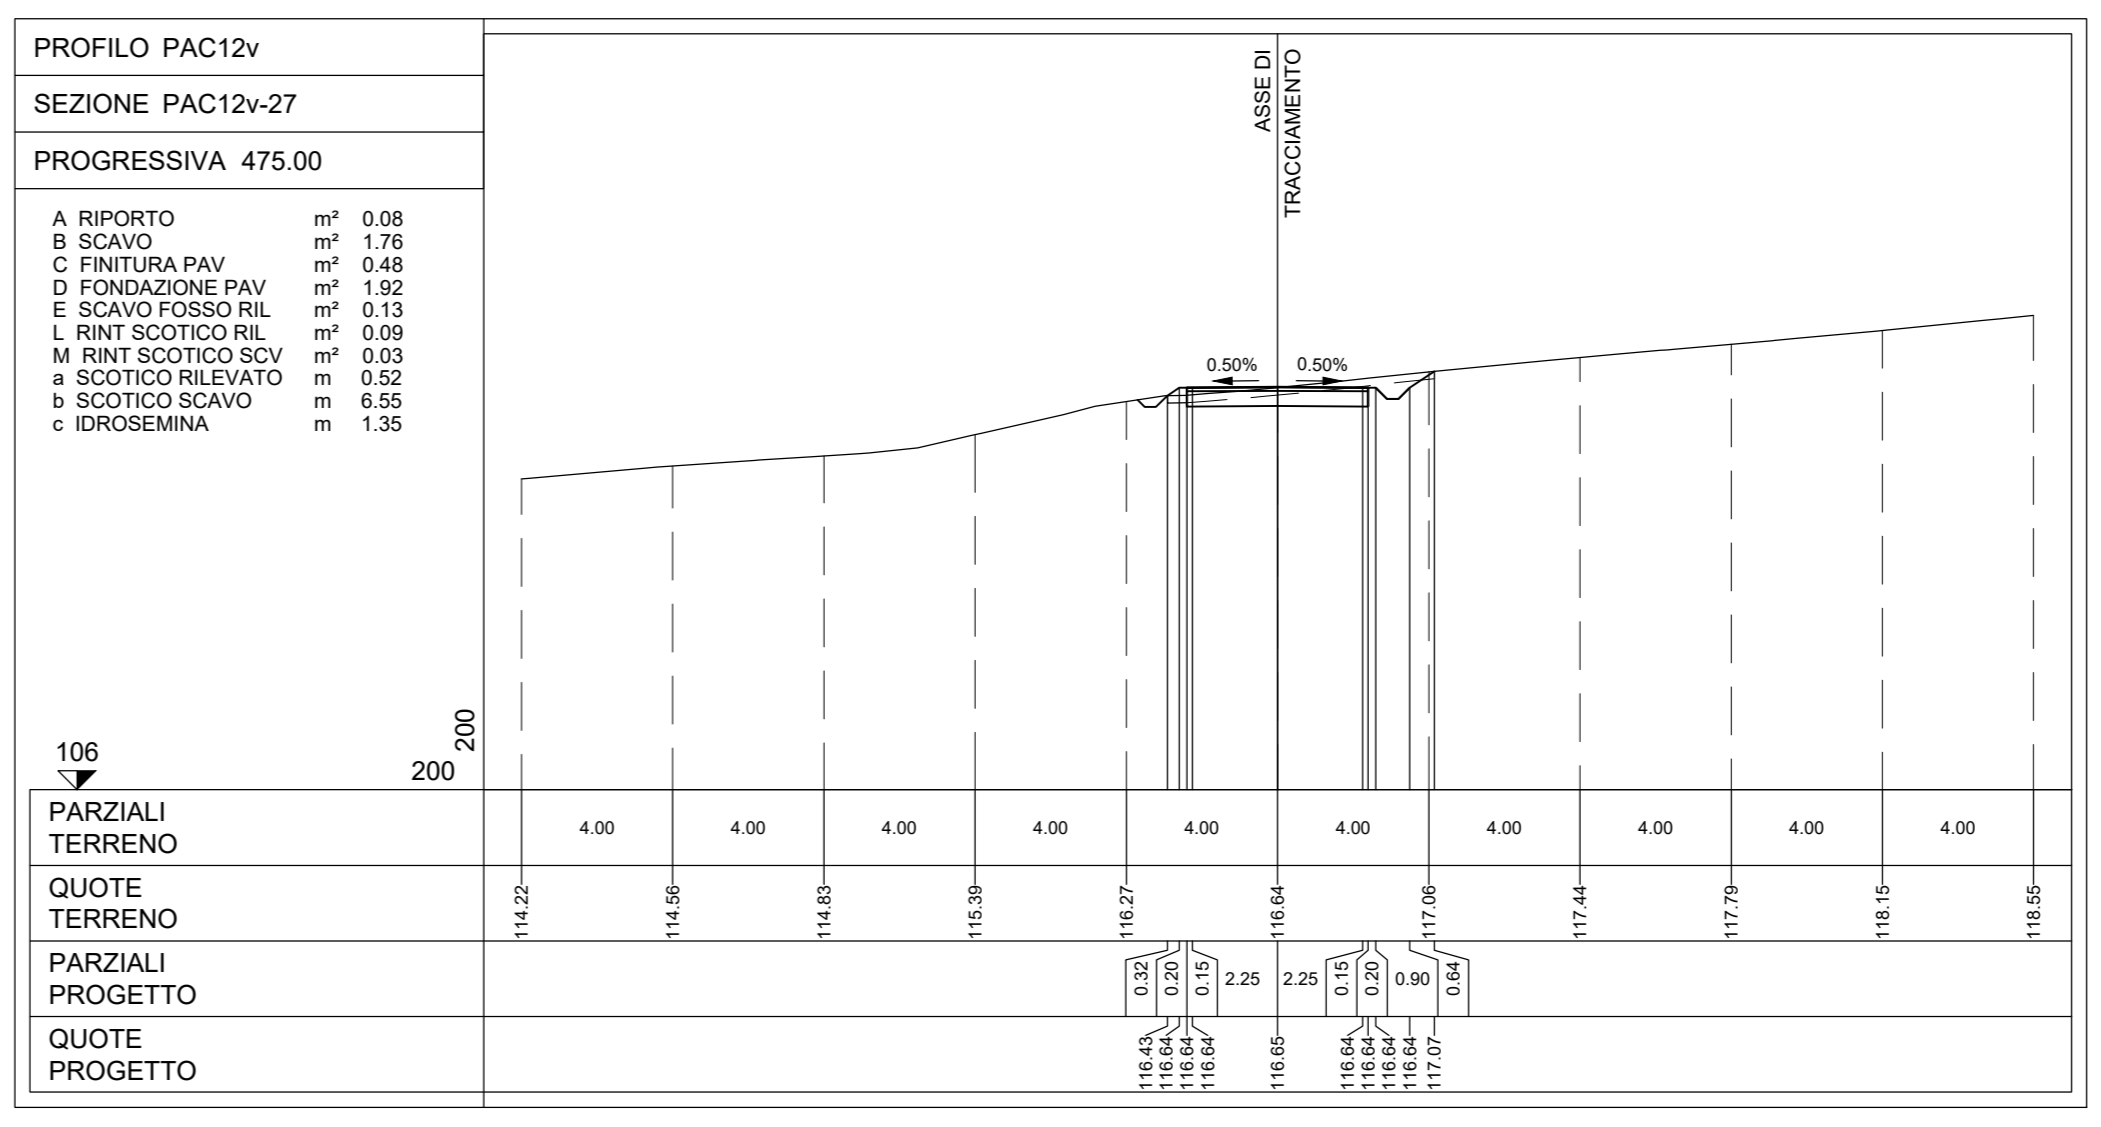 PROFILO PAC12v
SEZIONE PAC12v-27
PROGRESSIVA 475.00
A RIPORTO m² 0.08
B SCAVO m² 1.76
C FINITURA PAV m² 0.48
D FONDAZIONE PAV m² 1.92
E SCAVO FOSSO RIL m² 0.13
L RINT SCOTICO RIL m² 0.09
M RINT SCOTICO SCV m² 0.03
a SCOTICO RILEVATO m 0.52
b SCOTICO SCAVO m 6.55
c IDROSEMINA m 1.35
106
200
200
ASSE DI
TRACCIAMENTO
0.50% 0.50%
PARZIALI
TERRENO
4.00 4.00 4.00 4.00 4.00 4.00 4.00 4.00 4.00 4.00
QUOTE
TERRENO
114.22 114.56 114.83 115.39 116.27 116.64 117.06 117.44 117.79 118.15 118.55
PARZIALI
PROGETTO
0.32 0.20 0.15 2.25 2.25 0.15 0.20 0.90 0.64
QUOTE
PROGETTO
116.43 116.64 116.64 116.64 116.65 116.64 116.64 116.64 116.64 117.07